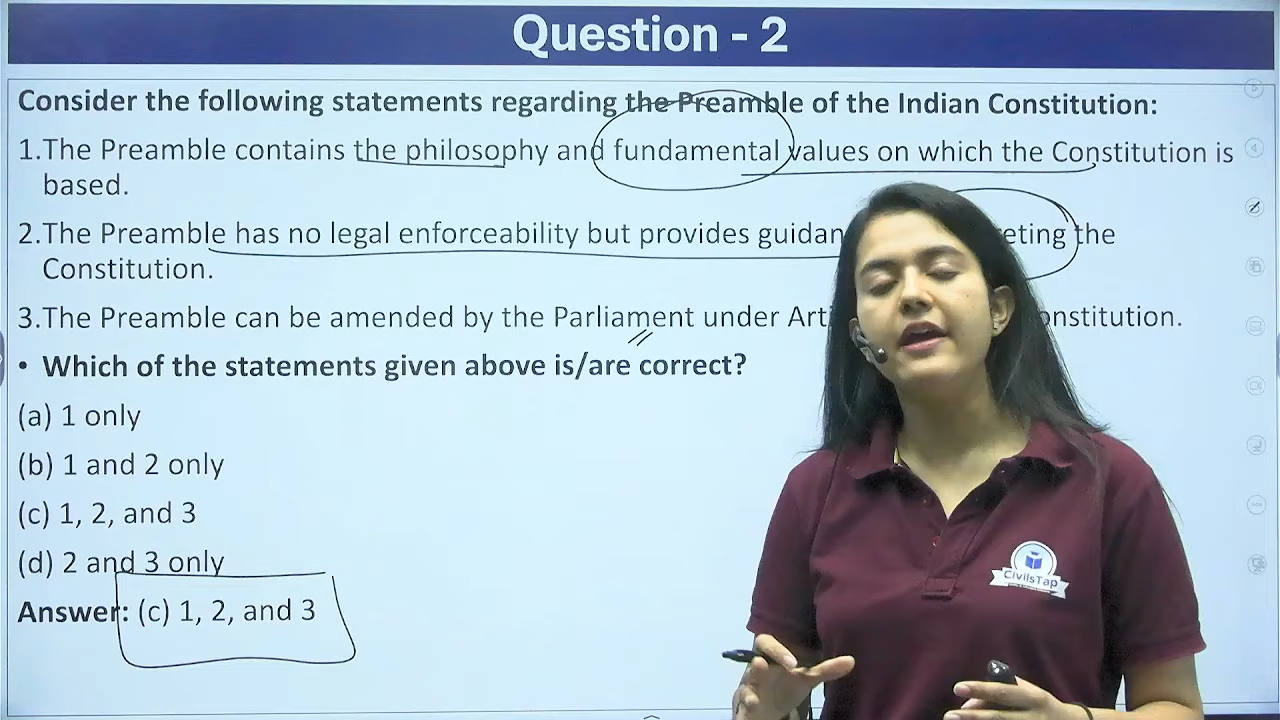 Question - 2
Consider the following statements regarding the Preamble of the Indian Constitution:
1.The Preamble contains the philosophy and fundamental values on which the Constitution is
based.
2.The Preamble has no legal enforceability but provides the
Constitution.
3.The Preamble can be amended by the Parliament under
• Which of the statements given above is/are correct?
(a) 1 only
(b) 1 and 2 only
(c) 1, 2, and 3
(d) 2 and 3 only
Answer: (c) 1, 2, and 3
CivilsTap